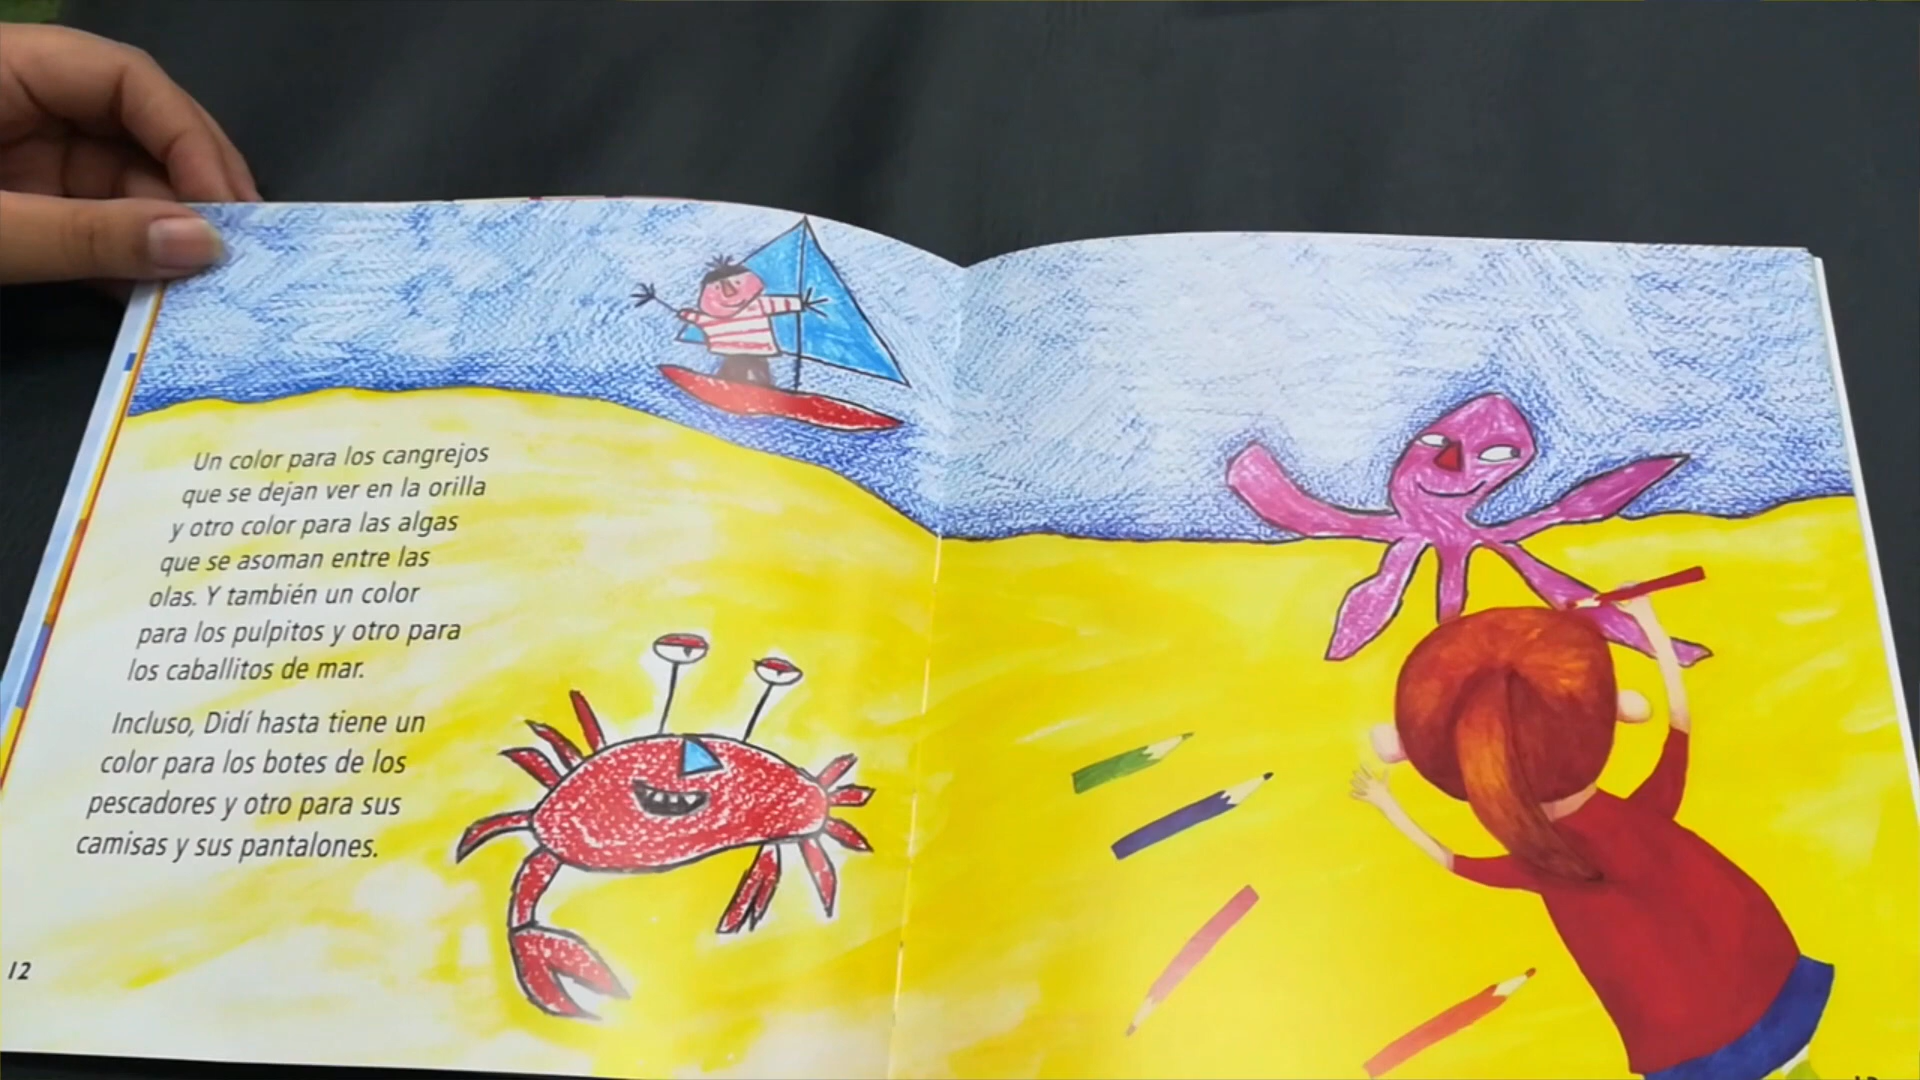 Un color para los cangrejos
que se dejan ver en la orilla
y otro color para las algas
que se asoman entre las
olas. Y también un color
para los pulpitos y otro para
los caballitos de mar.
Incluso, Didí hasta tiene un
color para los botes de los
pescadores y otro para sus
camisas y sus pantalones.
12